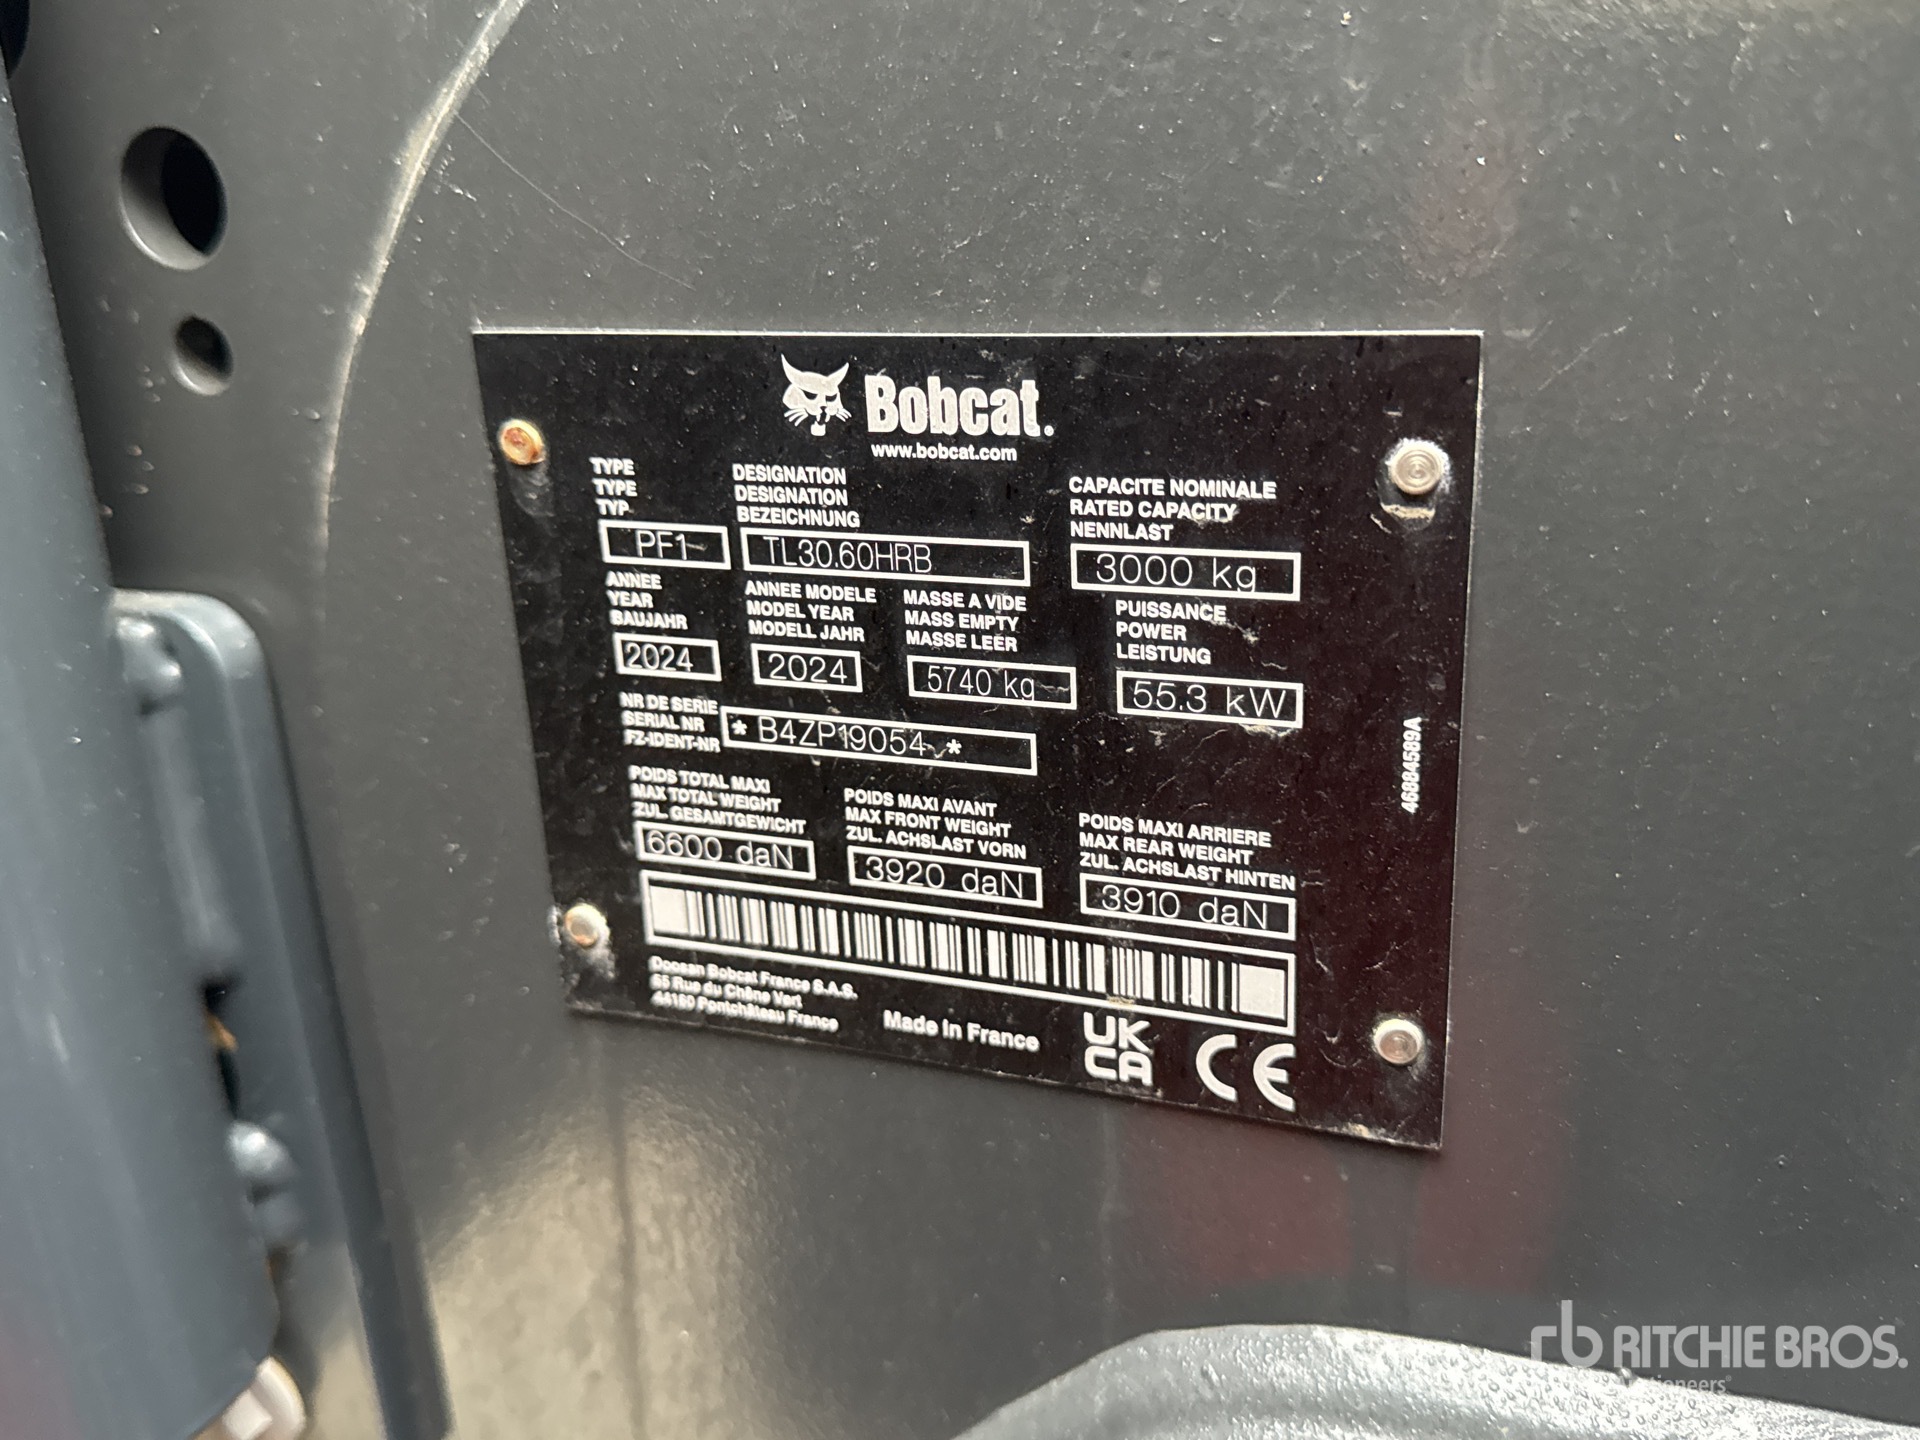 Bobcat.
www.bobcat.com
TYPE
TYPE
TYP
PF1
DESIGNATION
DESIGNATION
BEZEICHNUNG
TL30.60HRB
CAPACITE NOMINALE
RATED CAPACITY
NENNLAST
3000 kg
ANNEE
YEAR
BAUJAHR
2024
ANNEE MODELE
MODEL YEAR
MODELL JAHR
2024
MASSE A VIDE
MASS EMPTY
MASSE LEER
5740 kg
PUISSANCE
POWER
LEISTUNG
55.3 kW
NR DE SERIE
SERIAL NR
FZ-IDENT-NR
* B4ZP19054 *
POIDS TOTAL MAXI
MAX TOTAL WEIGHT
ZUL. GESAMTGEWICHT
6600 daN
POIDS MAXI AVANT
MAX FRONT WEIGHT
ZUL. ACHSLAST VORN
3920 daN
POIDS MAXI ARRIERE
MAX REAR WEIGHT
ZUL. ACHSLAST HINTEN
3910 daN
46884589A
Doosan Bobcat France S.A.S.
55 Rue du Chêne Vert
44160 Pontchâteau France
Made in France
UK
CA
CE
rb RITCHIE BROS.
Auctioneers